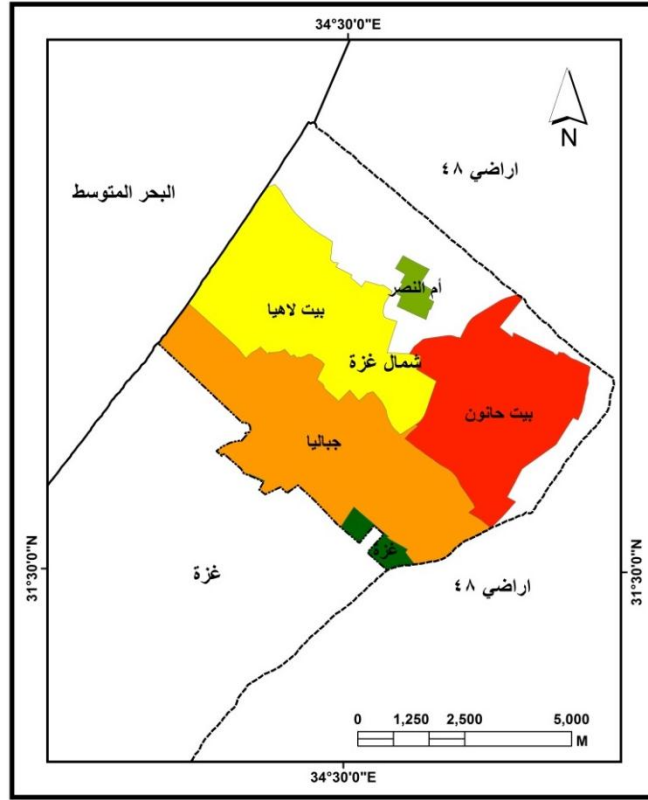 34°30'0"E
اراضي ٤٨
N
البحر المتوسط
أم النصر
بيت لاهيا
شمال غزة
بيت حانون
جباليا
غزة
غزة
اراضي ٤٨
31°30'0"N
31°30'0"N
0 1,250 2,500 5,000
M
34°30'0"E